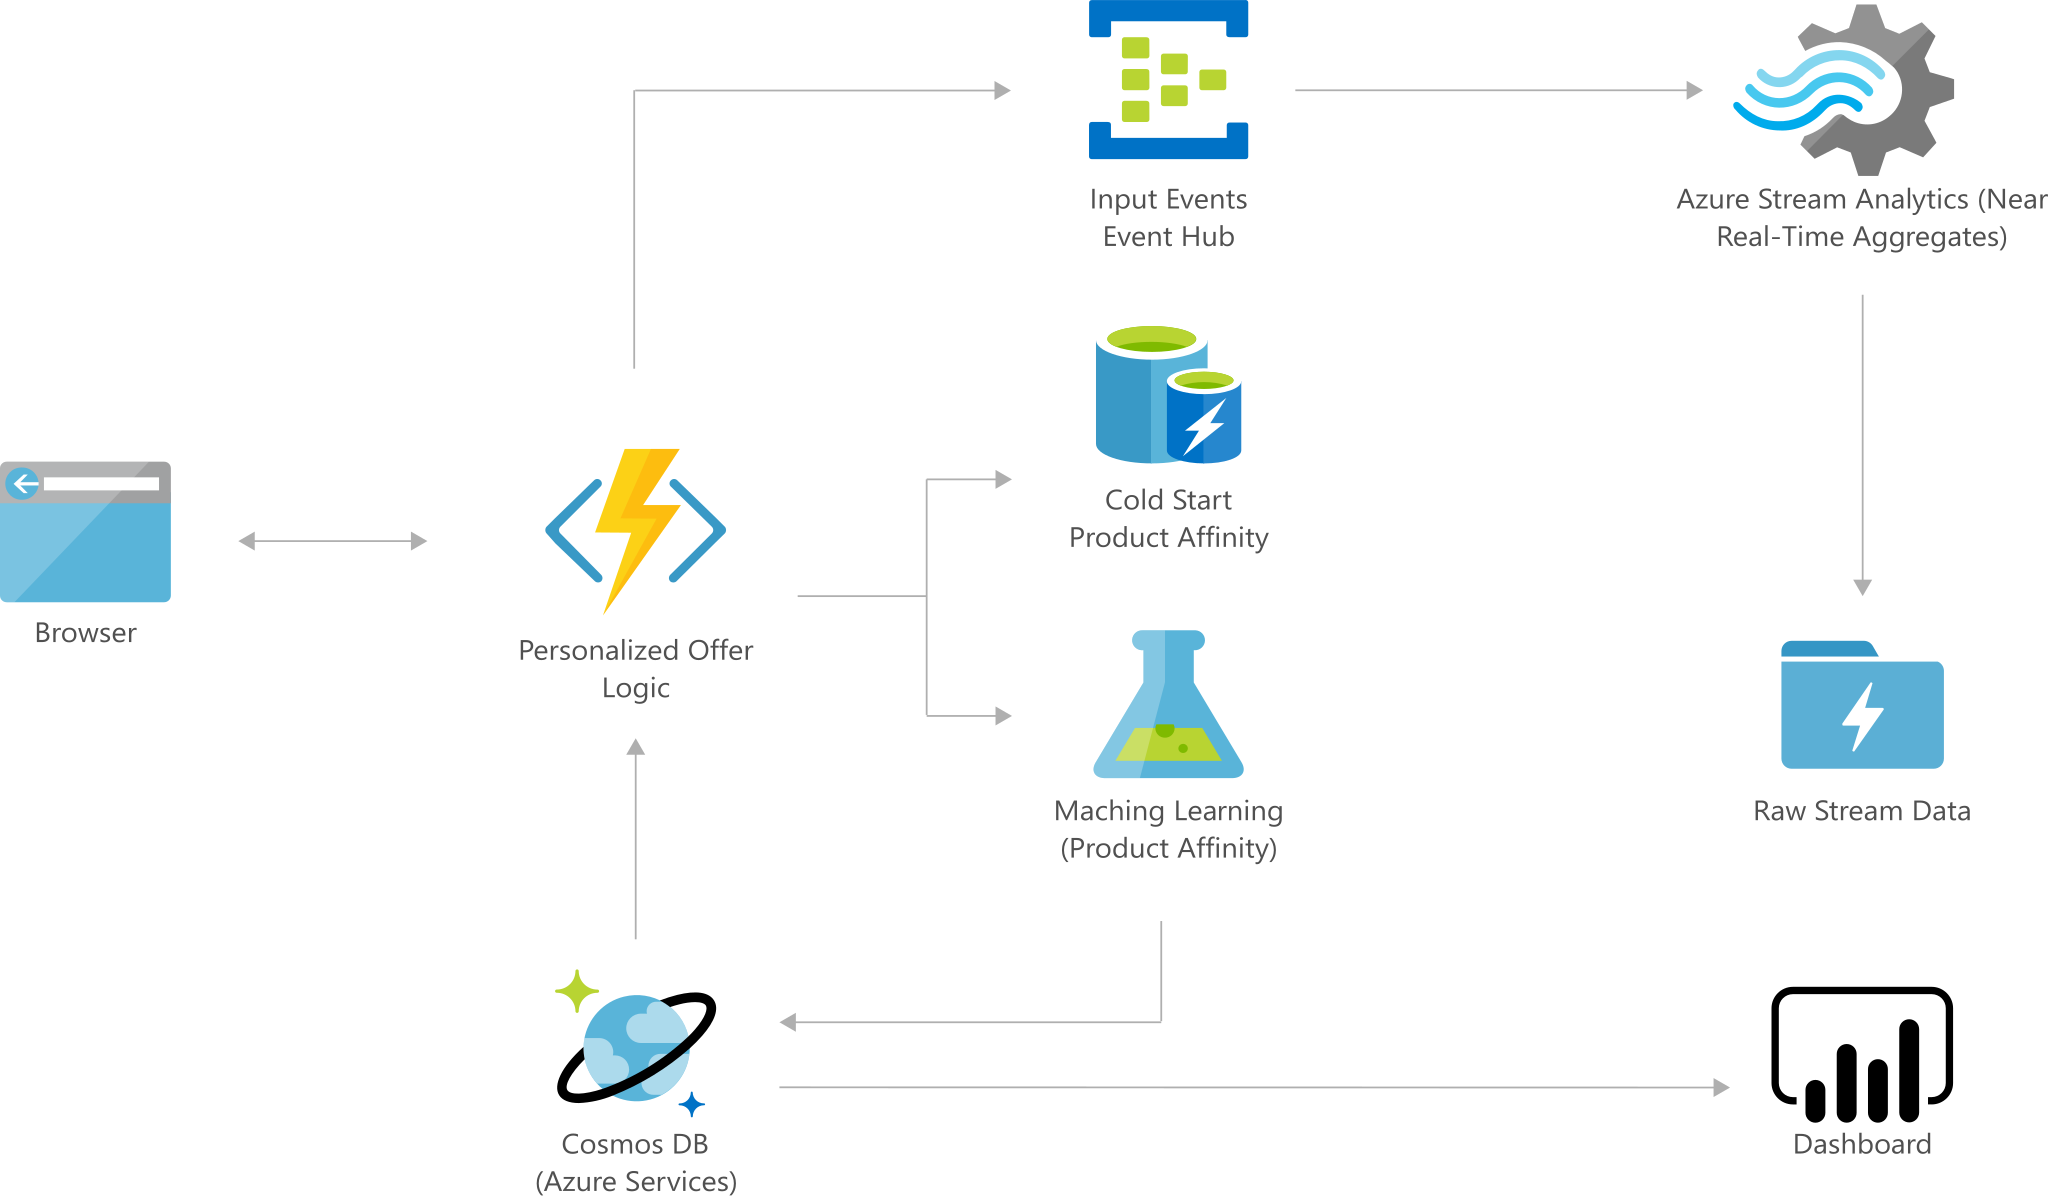 Input Events
Event Hub
Azure Stream Analytics (Near
Real-Time Aggregates)
Cold Start
Product Affinity
Browser
Personalized Offer
Logic
Maching Learning
(Product Affinity)
Raw Stream Data
Cosmos DB
(Azure Services)
Dashboard